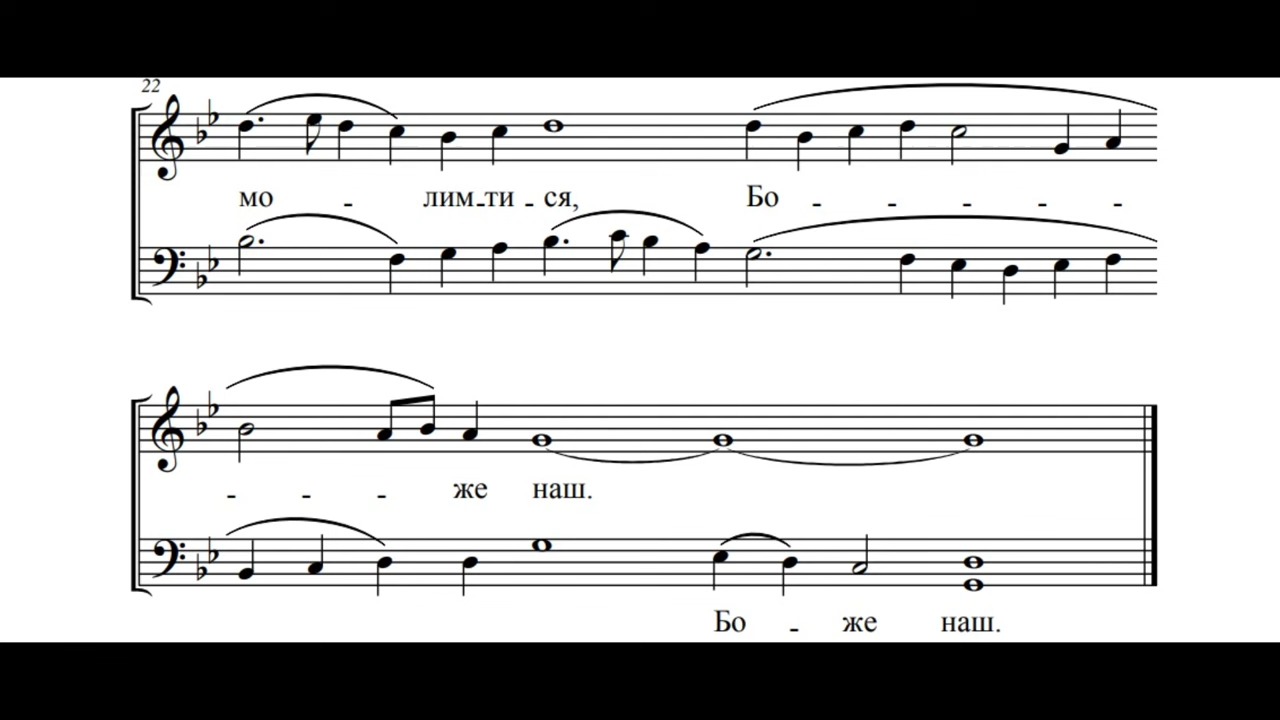 22
мо - лим-ти - ся, Бо - - - - -
- - - же наш.
Бо - же наш.